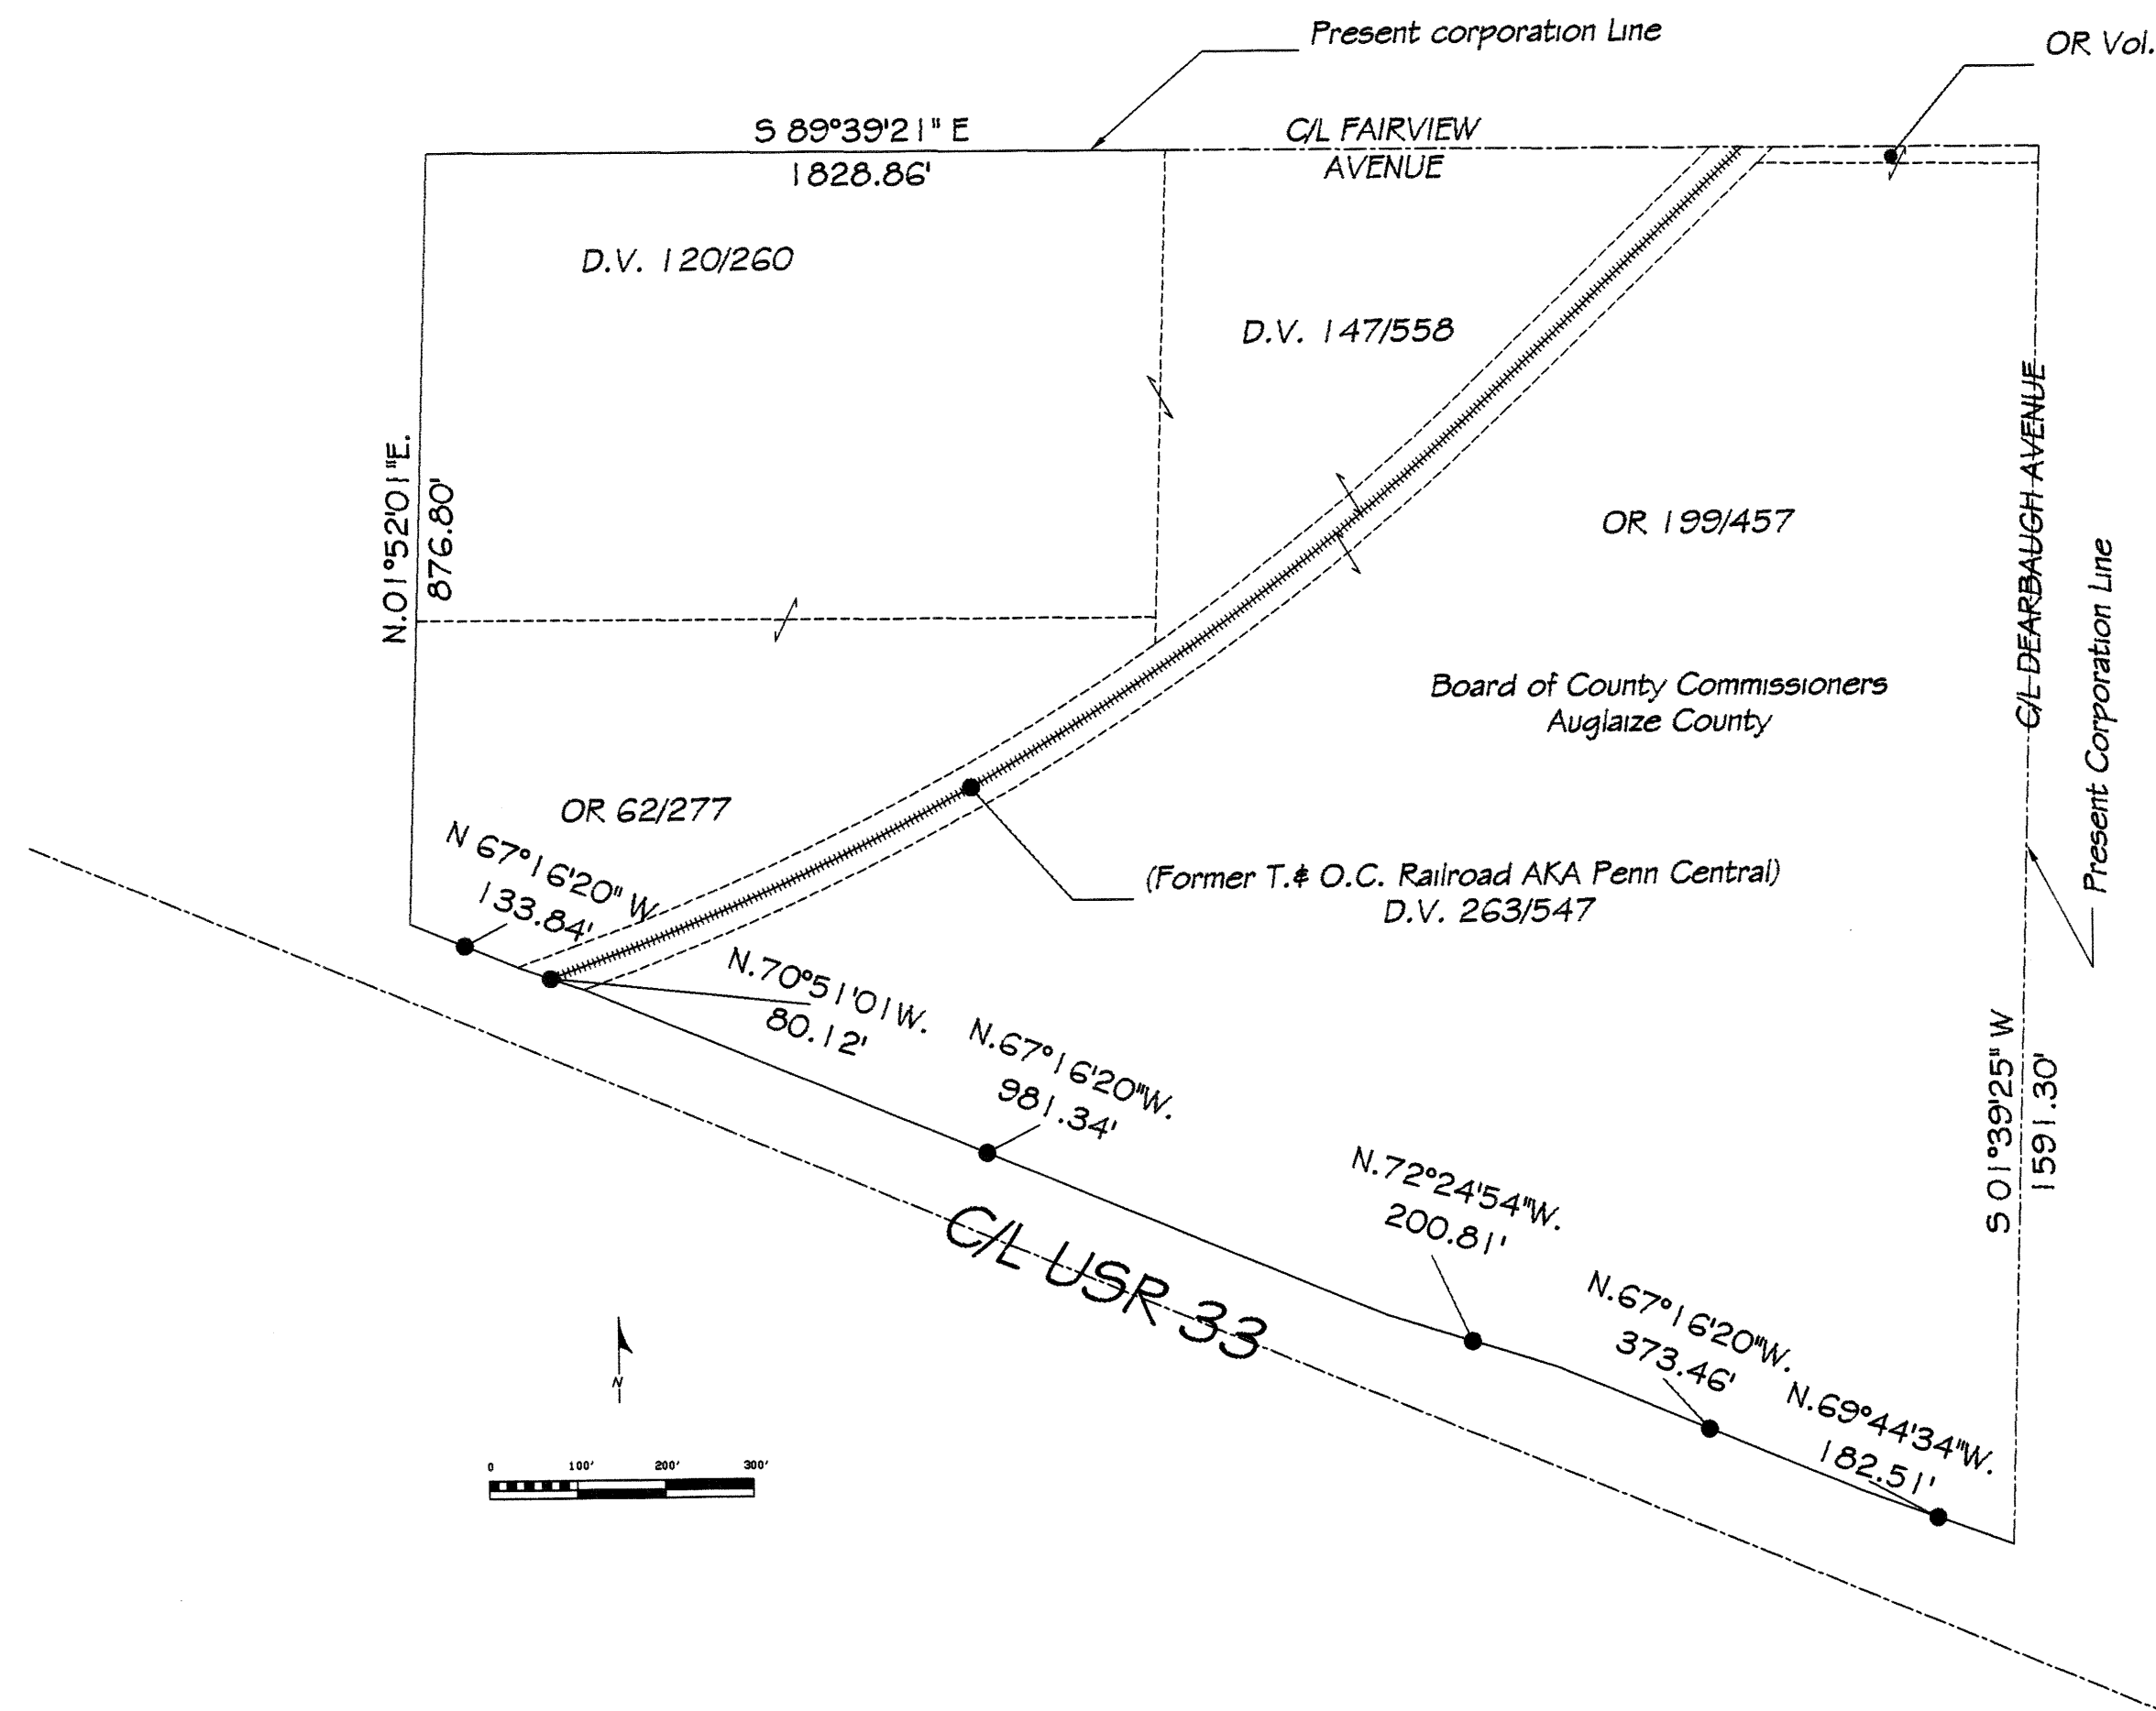 Present corporation Line
OR Vol.
S 89°39'21" E
1828.86'
C/L FAIRVIEW
AVENUE
D.V. 120/260
D.V. 147/558
N.01°52'01"E.
876.80'
OR 199/457
C/L DEARBAUGH AVENUE
Present Corporation Line
Board of County Commissioners
Auglaize County
OR 62/277
N 67°16'20" W
133.84'
(Former T.& O.C. Railroad AKA Penn Central)
D.V. 263/547
N.70°51'01W.
80.12'
N.67°16'20"W.
981.34'
S 01°39'25" W
1591.30'
N.72°24'54"W.
200.81'
C/L USR 33
N.67°16'20"W.
373.46'
N.69°44'34"W.
182.51'
N
0 100' 200' 300'